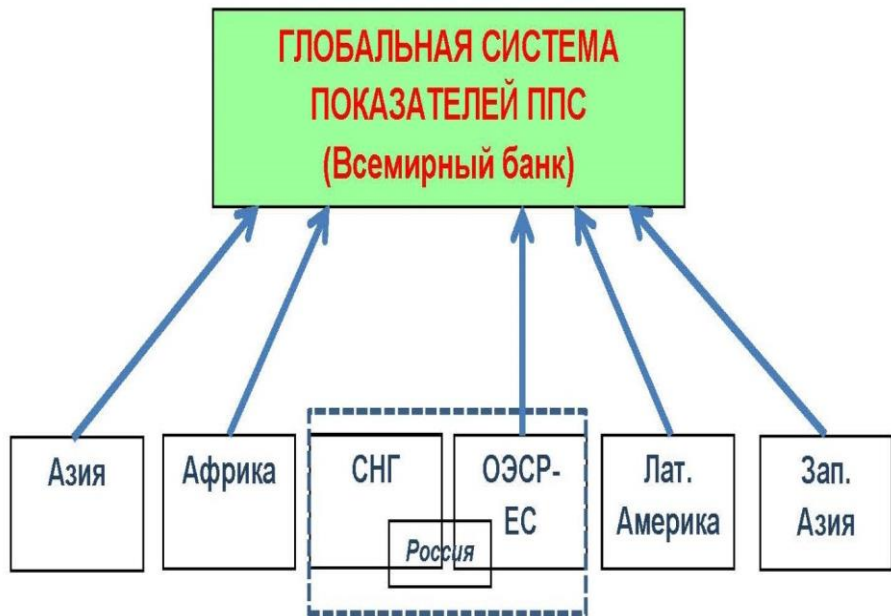 ГЛОБАЛЬНАЯ СИСТЕМА
ПОКАЗАТЕЛЕЙ ППС
(Всемирный банк)
Азия
Африка
СНГ
ОЭСР-
ЕС
Россия
Лат.
Америка
Зап.
Азия